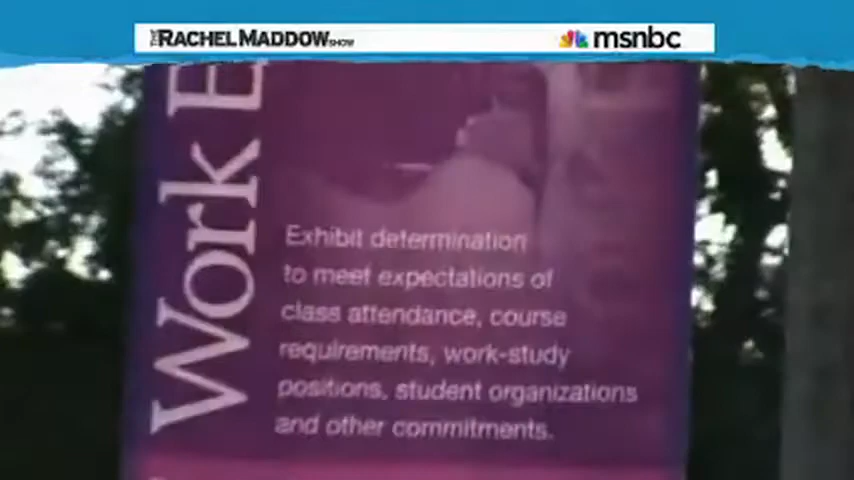 THE RACHEL MADDOW SHOW
msnbc
Work E
Exhibit determination
to meet expectations of
class attendance, course
requirements, work-study
positions, student organizations
and other commitments.